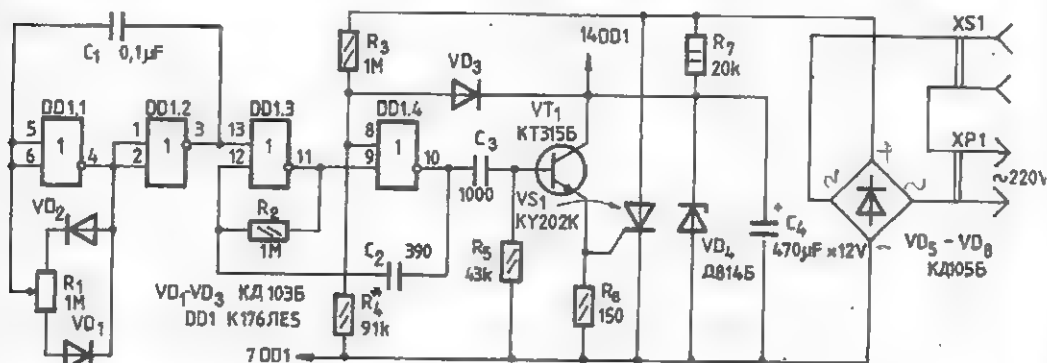 C₁ 0,1µF
R₃
1M
VD₃
14DD1
R₇
20k
XS1
DD1.1
DD1.2
DD1.3
DD1.4
5
6
1
4
1
2
1
3
13
12
1
11
8
9
1
10
C₃
1000
VT₁
КТ315Б
VS₁
KY202K
XP1
~220V
VD₂
R₁
1M
VD₁
R₂
1M
C₂
390
VD₁-VD₃ КД103Б
DD1 К176ЛЕ5
R₄*
91k
R₅
43k
R₆
150
VD₄
Д814Б
+
C₄
470µF×12V
~
+
~
-
VD₅ - VD₈
КД105Б
7DD1